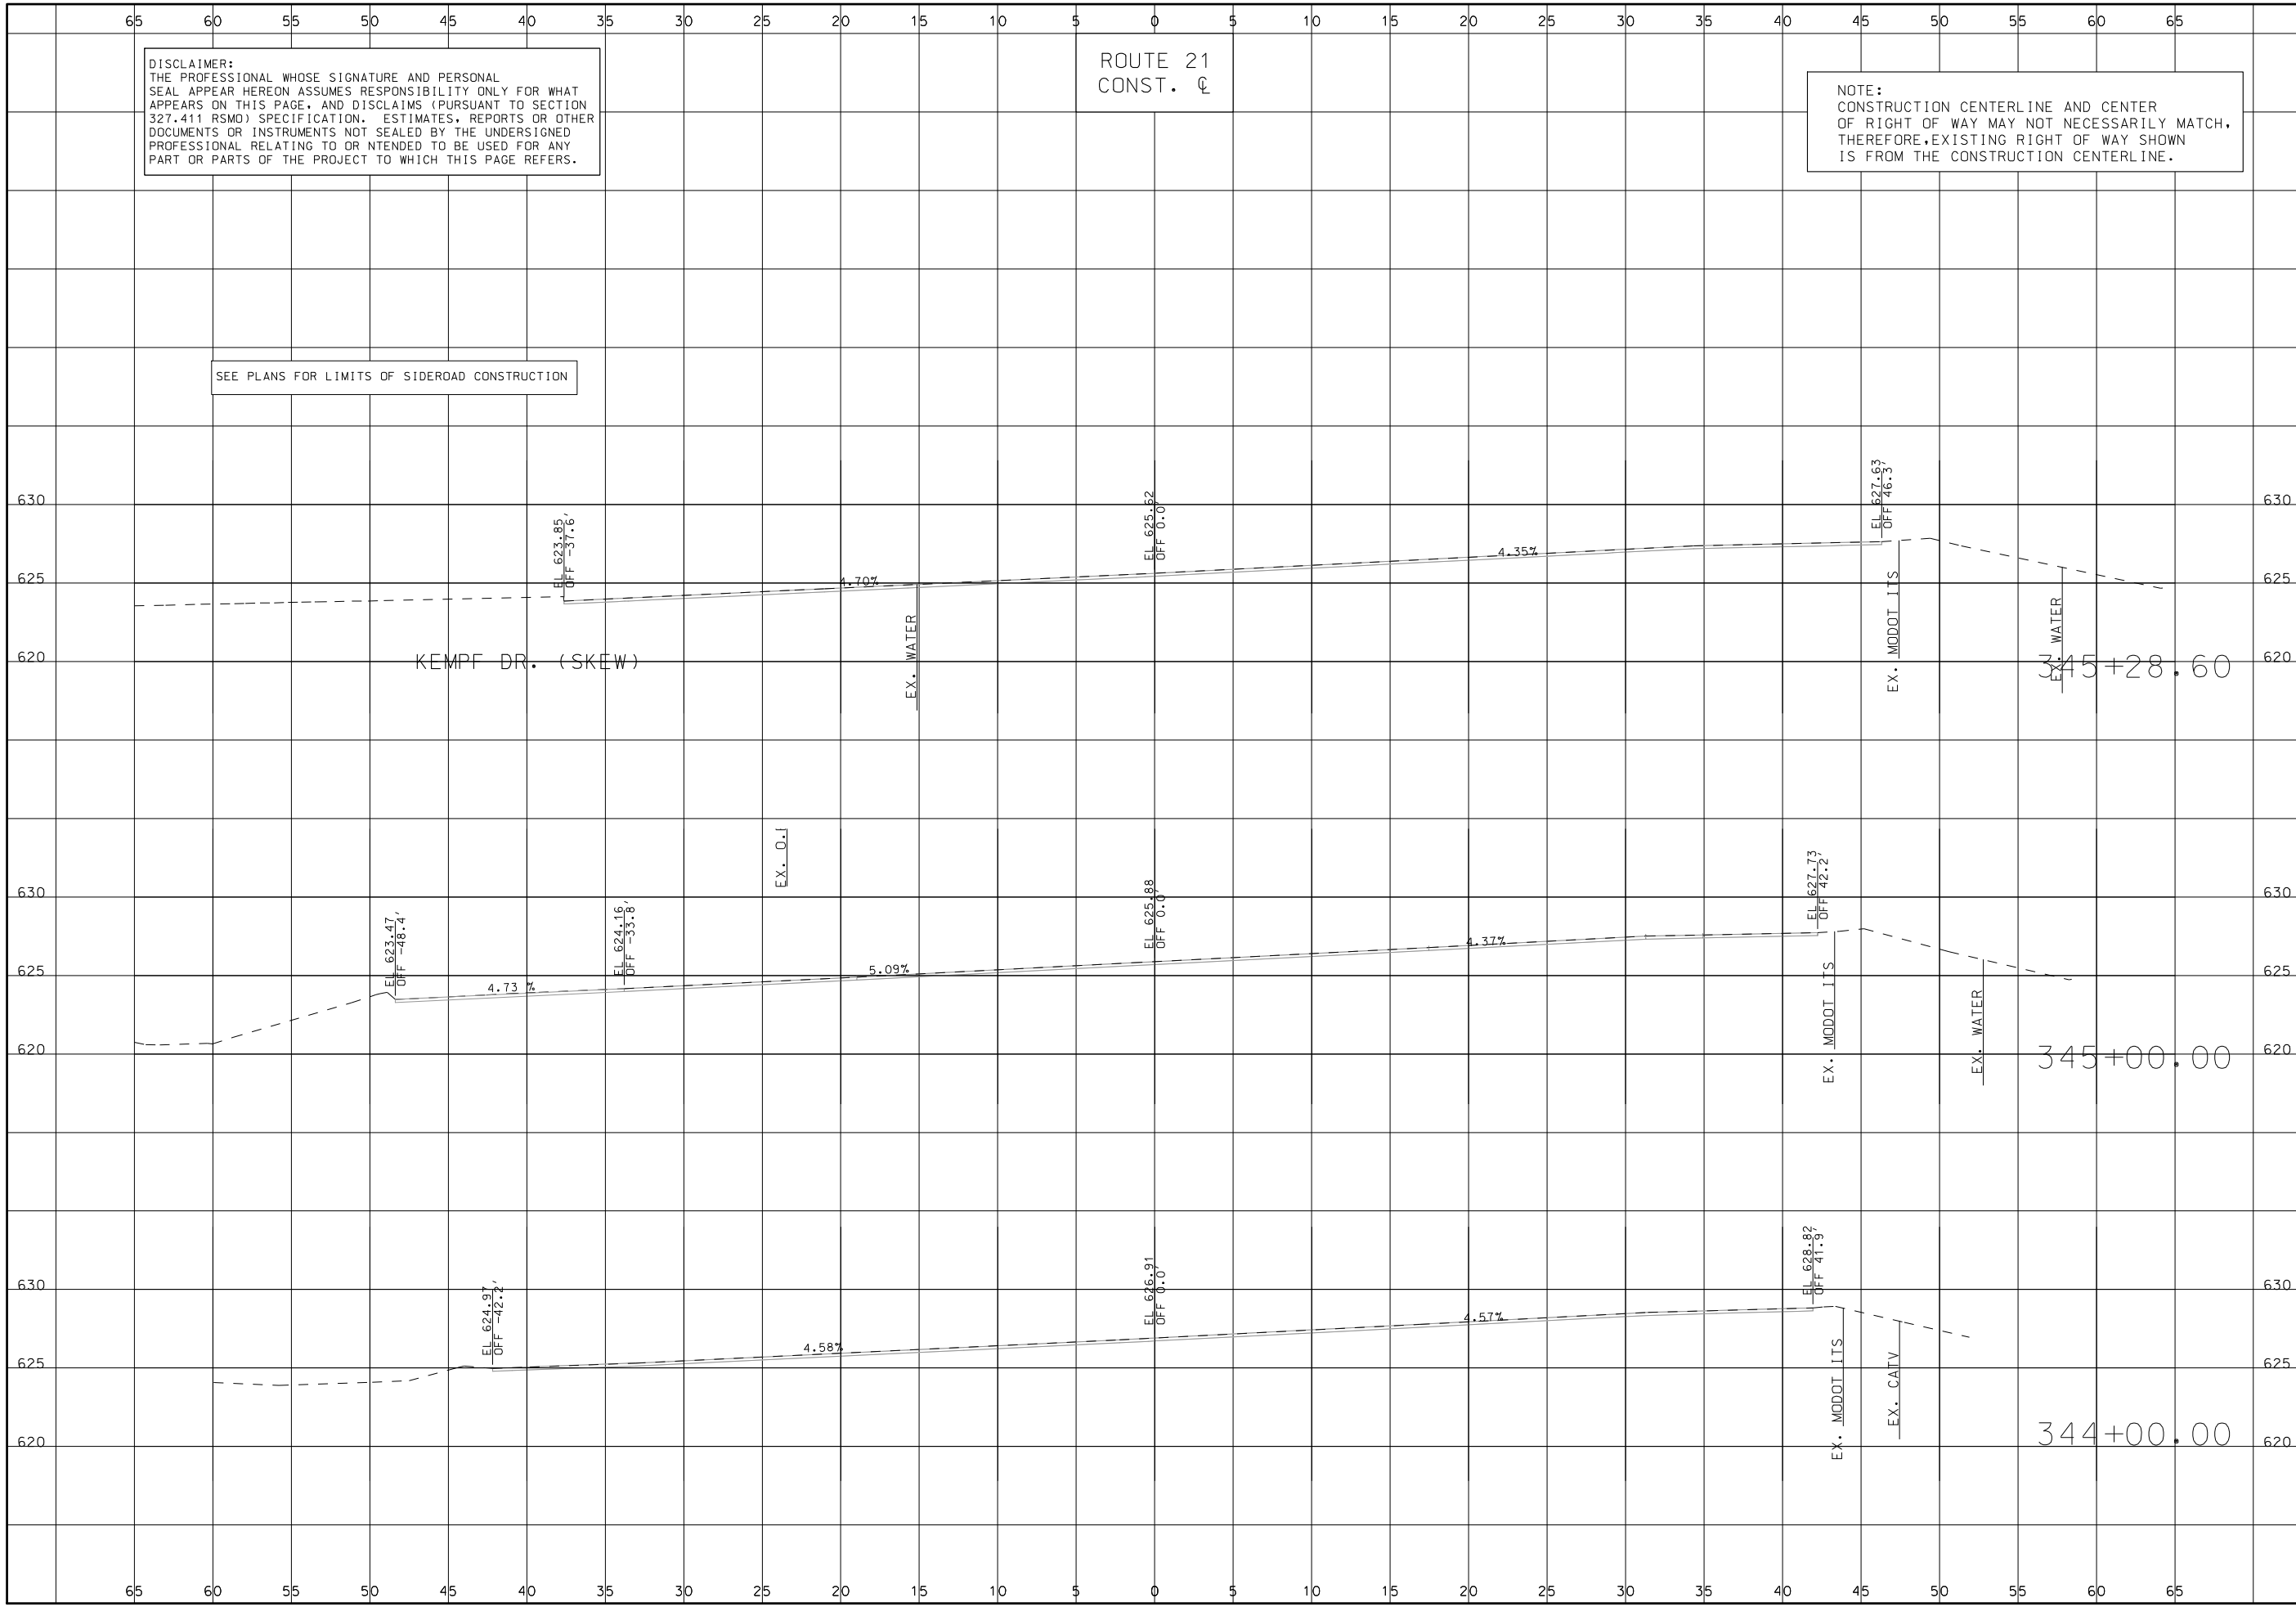 65 60 55 50 45 40 35 30 25 20 15 10 5 0 5 10 15 20 25 30 35 40 45 50 55 60 65
DISCLAIMER:
THE PROFESSIONAL WHOSE SIGNATURE AND PERSONAL
SEAL APPEAR HEREON ASSUMES RESPONSIBILITY ONLY FOR WHAT
APPEARS ON THIS PAGE, AND DISCLAIMS (PURSUANT TO SECTION
327.411 RSMO) SPECIFICATION. ESTIMATES, REPORTS OR OTHER
DOCUMENTS OR INSTRUMENTS NOT SEALED BY THE UNDERSIGNED
PROFESSIONAL RELATING TO OR NTENDED TO BE USED FOR ANY
PART OR PARTS OF THE PROJECT TO WHICH THIS PAGE REFERS.
ROUTE 21
CONST. ℄
NOTE:
CONSTRUCTION CENTERLINE AND CENTER
OF RIGHT OF WAY MAY NOT NECESSARILY MATCH,
THEREFORE,EXISTING RIGHT OF WAY SHOWN
IS FROM THE CONSTRUCTION CENTERLINE.
SEE PLANS FOR LIMITS OF SIDEROAD CONSTRUCTION
630
625
620
EL 623.85
OFF -37.6'
4.70%
EX. WATER
KEMPF DR. (SKEW)
EL 625.62
OFF 0.0'
4.35%
EL 627.63
OFF 46.3'
EX. MODOT ITS
EX. WATER
345+28.60
630
625
620
630
625
620
EL 623.47
OFF -48.4'
4.73 %
EL 624.16
OFF -33.8'
EX. O.
5.09%
EL 625.88
OFF 0.0'
4.37%
EL 627.73
OFF 42.2'
EX. MODOT ITS
EX. WATER
345+00.00
630
625
620
630
625
620
EL 624.97
OFF -42.2'
4.58%
EL 626.91
OFF 0.0'
4.57%
EL 628.82
OFF 41.9'
EX. MODOT ITS
EX. CATV
344+00.00
630
625
620
65 60 55 50 45 40 35 30 25 20 15 10 5 0 5 10 15 20 25 30 35 40 45 50 55 60 65